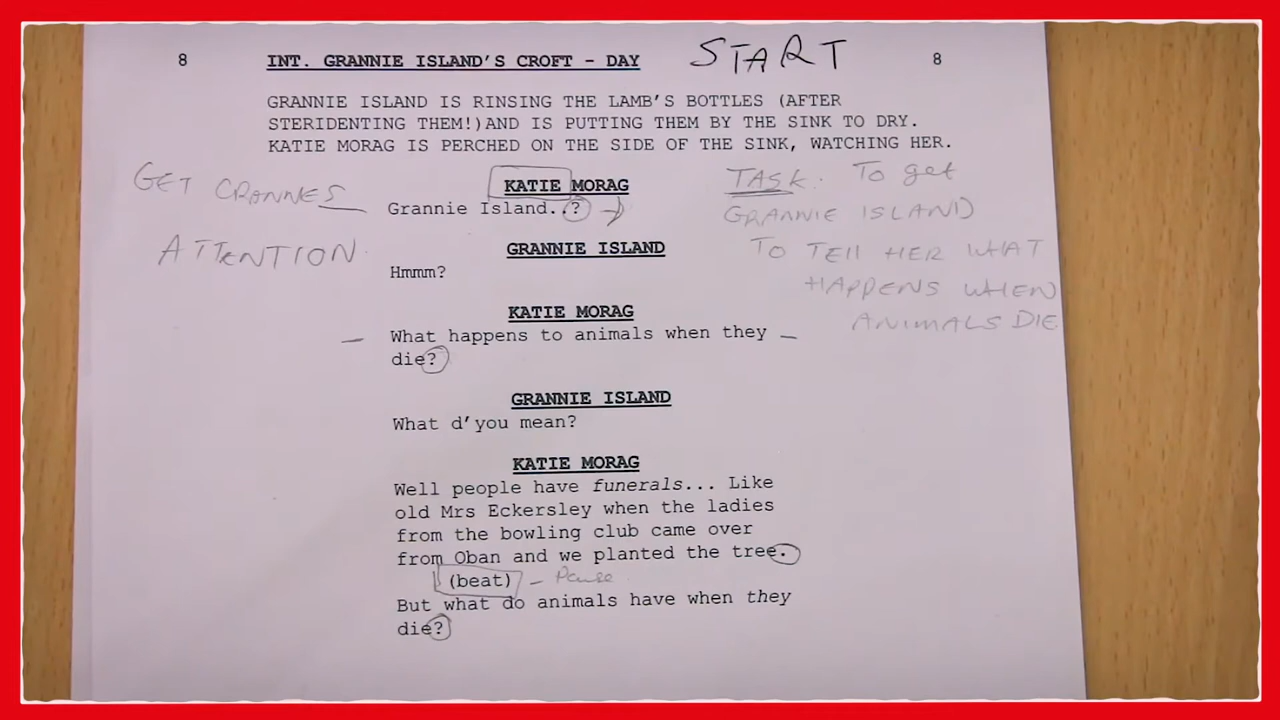 8 INT. GRANNIE ISLAND'S CROFT - DAY START 8
GRANNIE ISLAND IS RINSING THE LAMB'S BOTTLES (AFTER
STERIDENTING THEM!)AND IS PUTTING THEM BY THE SINK TO DRY.
KATIE MORAG IS PERCHED ON THE SIDE OF THE SINK, WATCHING HER.
GET GRANNES
ATTENTION
TASK. To get
GRANNIE ISLAND
TO TELL HER WHAT
HAPPENS WHEN
ANIMALS DIE
KATIE MORAG
Grannie Island..?
GRANNIE ISLAND
Hmmm?
KATIE MORAG
What happens to animals when they
die?
GRANNIE ISLAND
What d'you mean?
KATIE MORAG
Well people have funerals... Like
old Mrs Eckersley when the ladies
from the bowling club came over
from Oban and we planted the tree.
(beat) - Pause
But what do animals have when they
die?